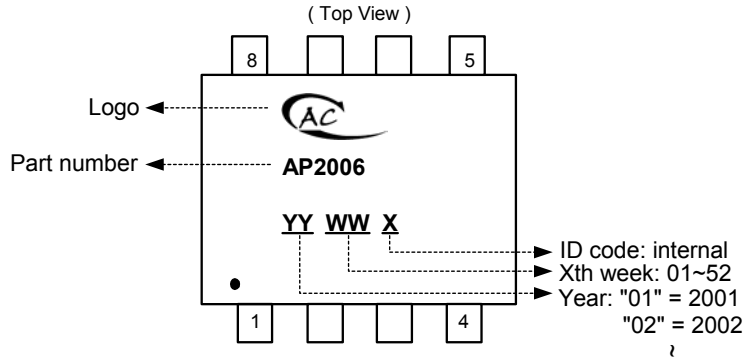 ( Top View )
8 5
Logo
AC
Part number
AP2006
YY WW X
ID code: internal
Xth week: 01~52
Year: "01" = 2001
"02" = 2002
~
1 4